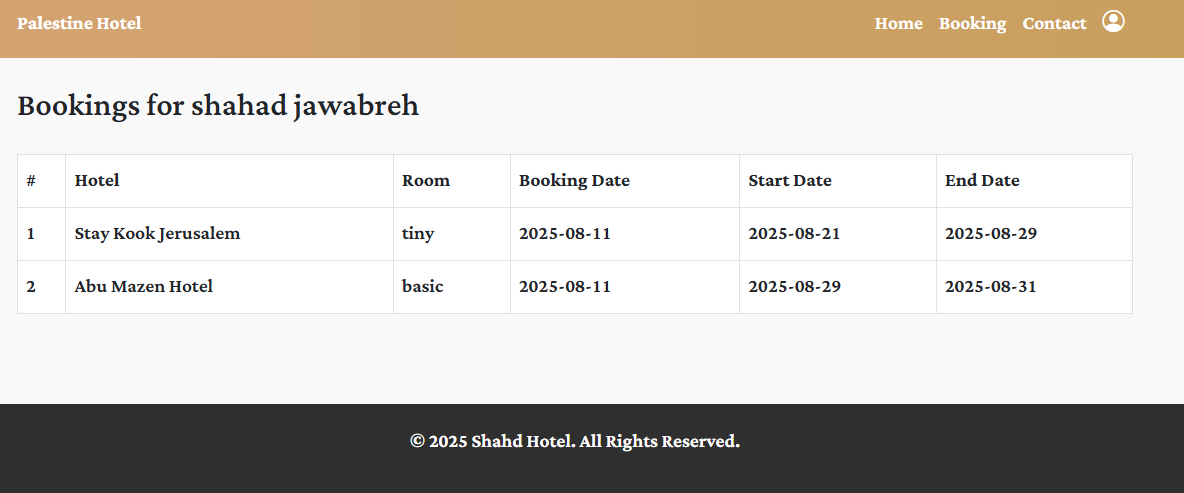 Palestine Hotel Home Booking Contact
Bookings for shahad jawabreh
# Hotel Room Booking Date Start Date End Date
1 Stay Kook Jerusalem tiny 2025-08-11 2025-08-21 2025-08-29
2 Abu Mazen Hotel basic 2025-08-11 2025-08-29 2025-08-31
© 2025 Shahd Hotel. All Rights Reserved.